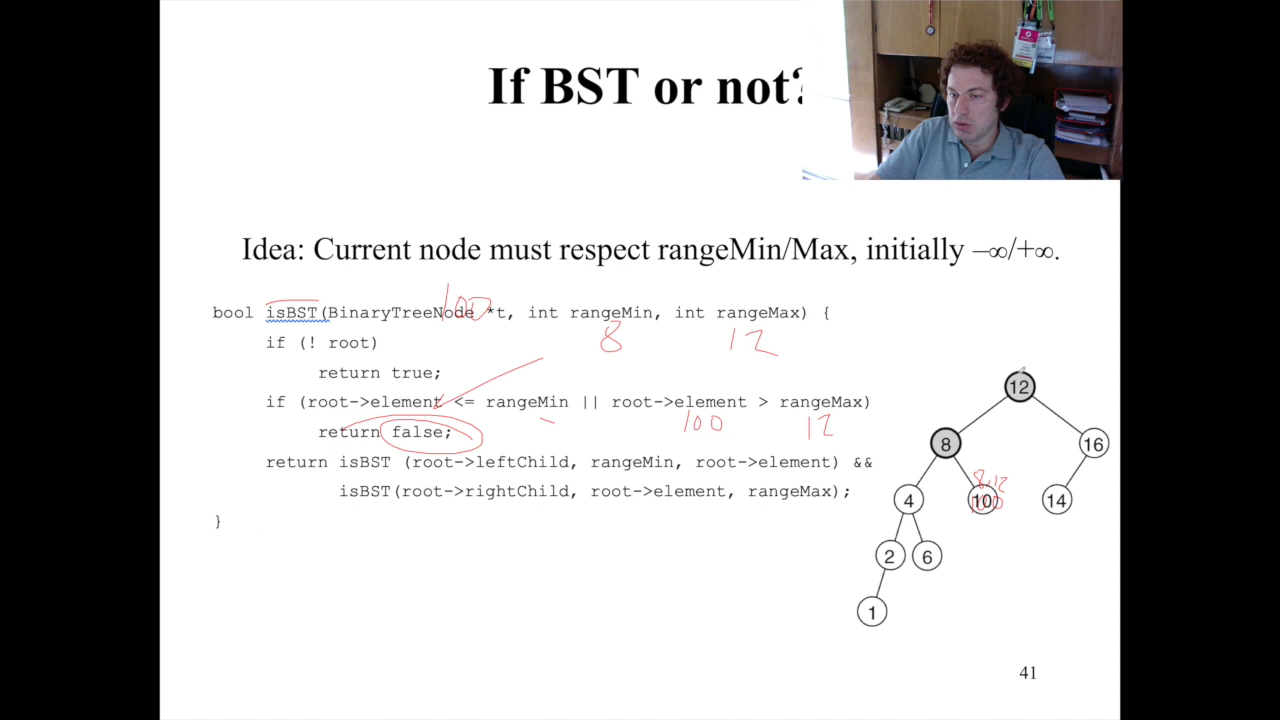 If BST or not?
Idea: Current node must respect rangeMin/Max, initially –∞/+∞.
100
bool isBST(BinaryTreeNode *t, int rangeMin, int rangeMax) {
8 12
if (! root)
return true;
if (root->element <= rangeMin || root->element > rangeMax)
100 12
return false;
return isBST (root->leftChild, rangeMin, root->element) &&
isBST(root->rightChild, root->element, rangeMax);
}
12
8 16
8,12
4 10 14
100
2 6
1
41